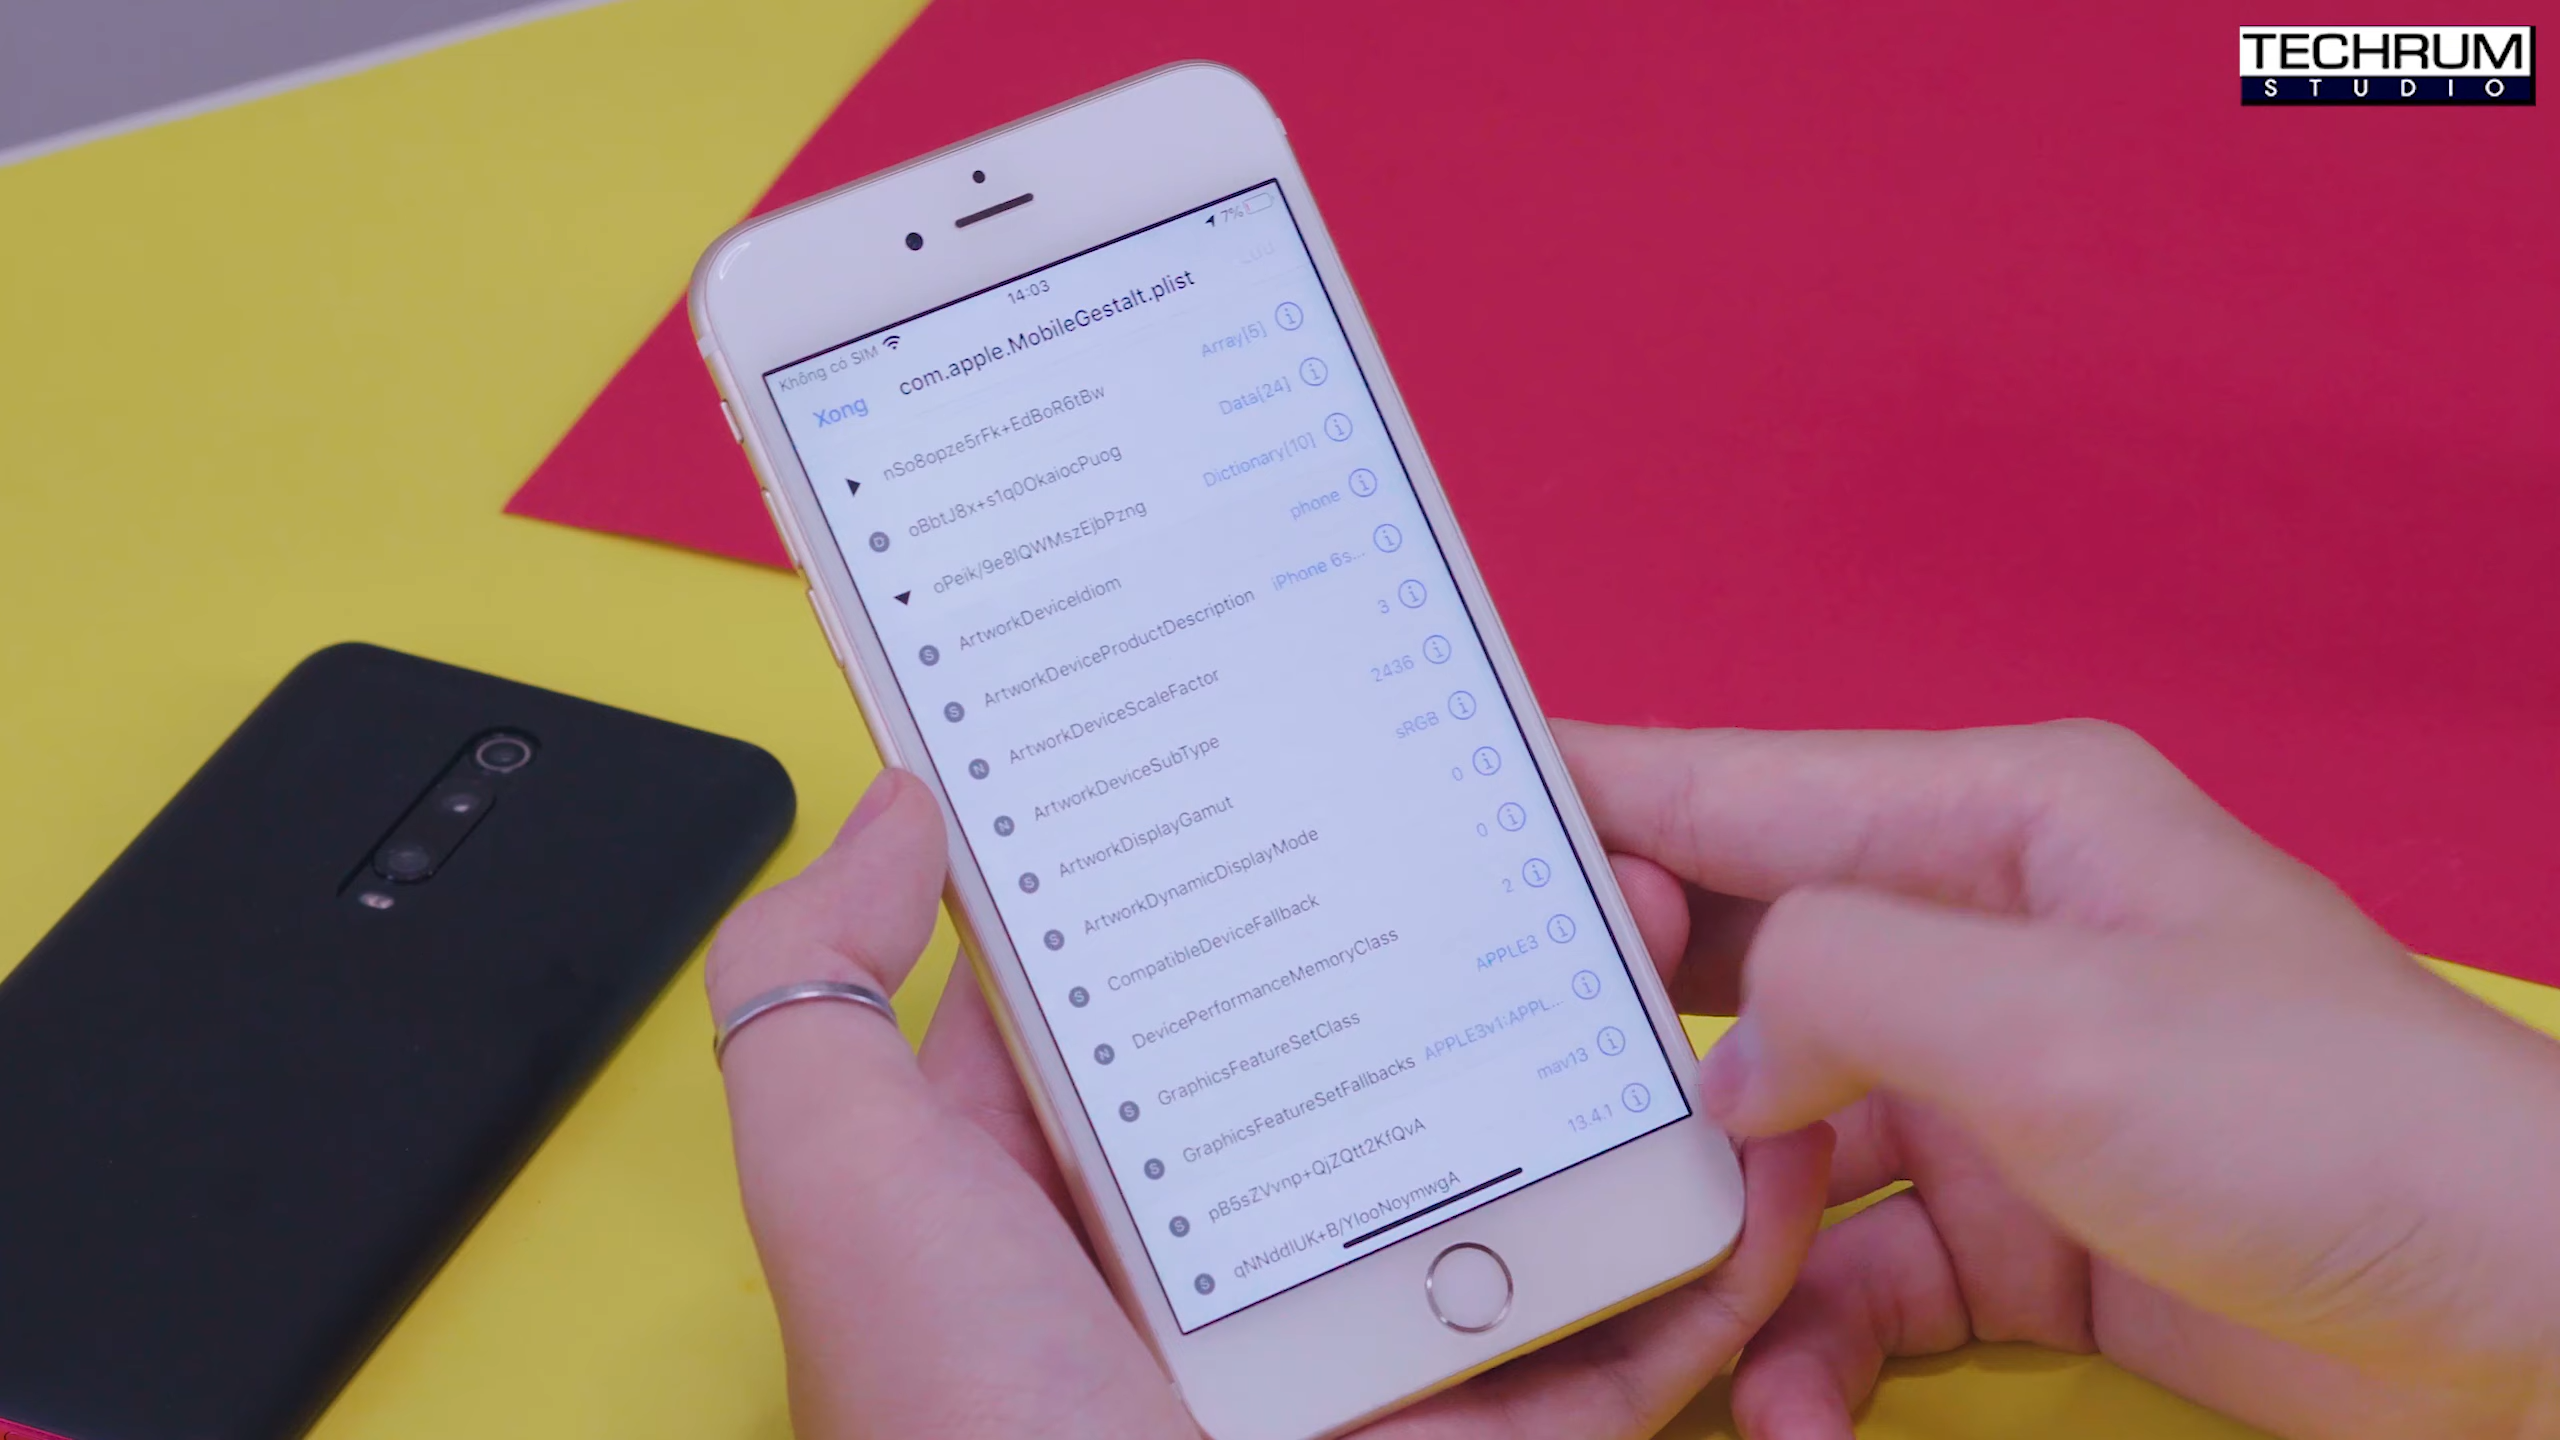 TECHRUM
STUDIO
Không có SIM
14:03
7%
Xong
com.apple.MobileGestalt.plist
Lưu
nSo8opze5rFk+EdBoR6tBw Array[5]
D oBbtJ8x+s1q0OkaiocPuog Data[24]
oPeik/9e8lQWMszEjbPzng Dictionary[10]
S ArtworkDeviceIdiom phone
S ArtworkDeviceProductDescription iPhone 6s...
N ArtworkDeviceScaleFactor 3
N ArtworkDeviceSubType 2436
S ArtworkDisplayGamut sRGB
S ArtworkDynamicDisplayMode 0
S CompatibleDeviceFallback 0
N DevicePerformanceMemoryClass 2
S GraphicsFeatureSetClass APPLE3
S GraphicsFeatureSetFallbacks APPLE3v1:APPL...
S pB5sZVvnp+QjZQtt2KfQvA mav13
S qNNddlUK+B/YlooNoymwgA 13.4.1